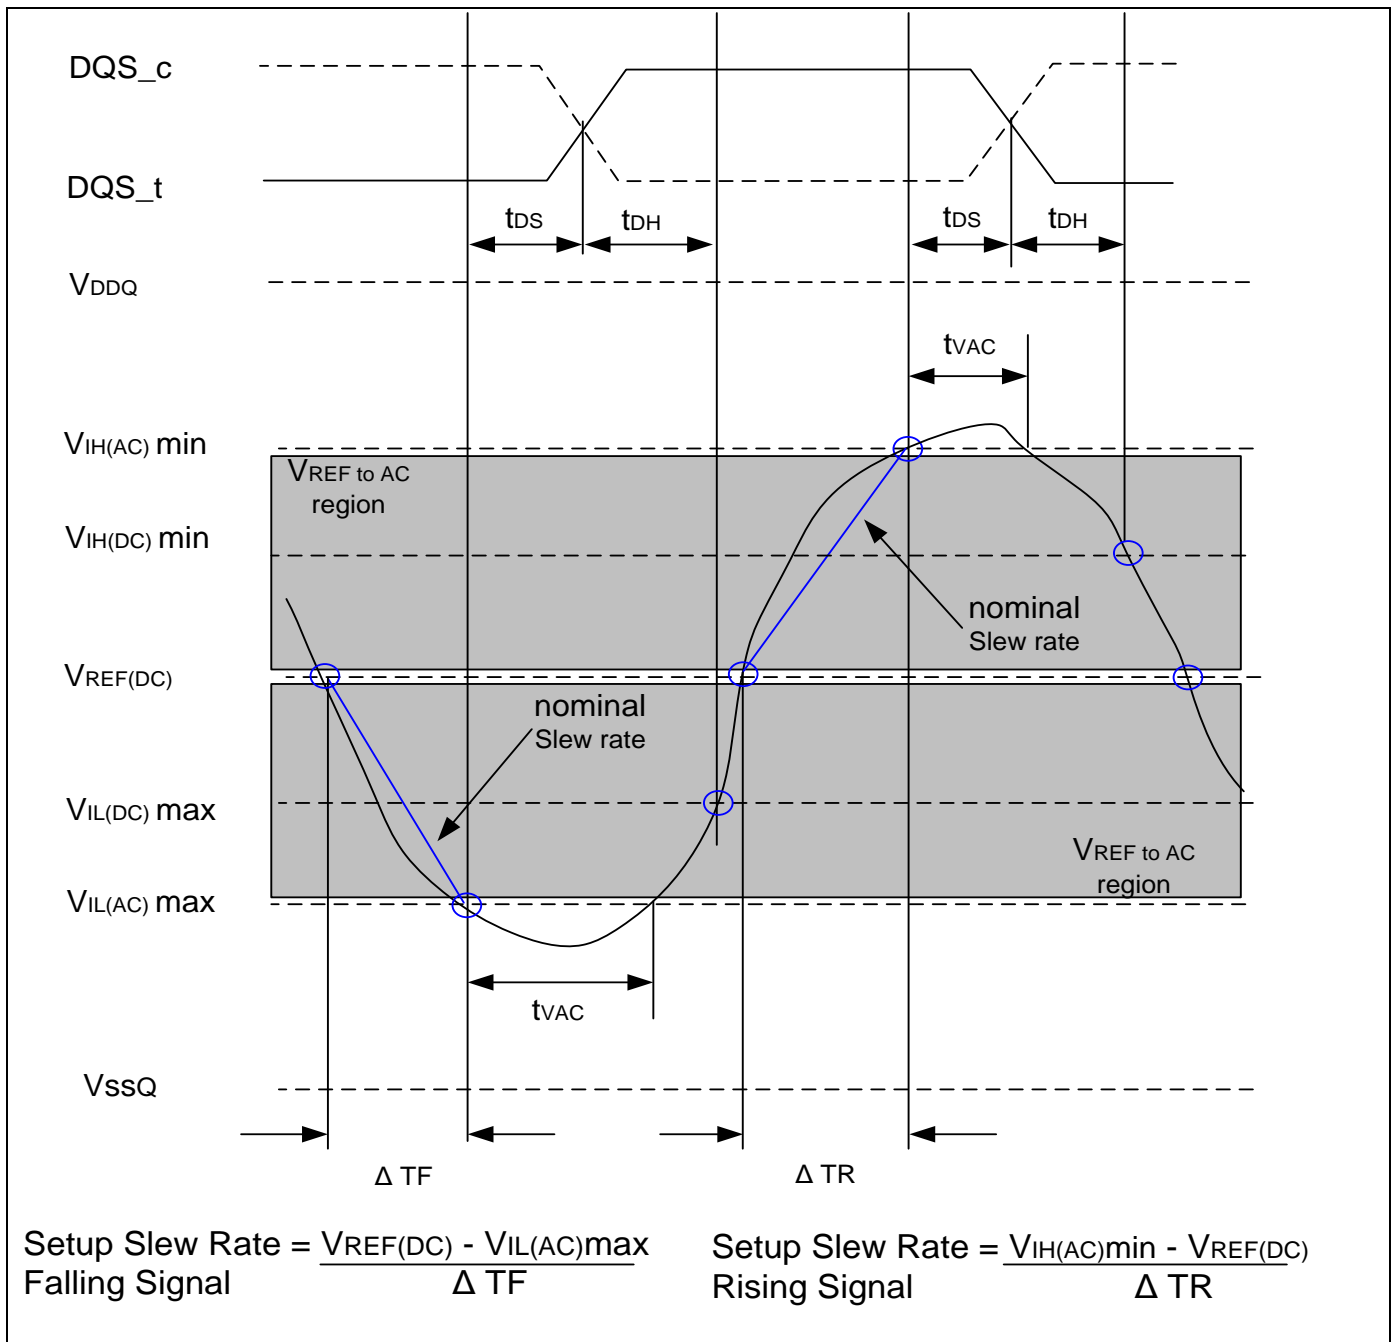 DQS_c
DQS_t
tDS
tDH
tDS
tDH
VDDQ
tVAC
VIH(AC) min
VREF to AC
region
VIH(DC) min
nominal
Slew rate
VREF(DC)
nominal
Slew rate
VIL(DC) max
VREF to AC
region
VIL(AC) max
tVAC
VssQ
Δ TF
Δ TR
Setup Slew Rate = VREF(DC) - VIL(AC)max
Falling Signal Δ TF
Setup Slew Rate = VIH(AC)min - VREF(DC)
Rising Signal Δ TR